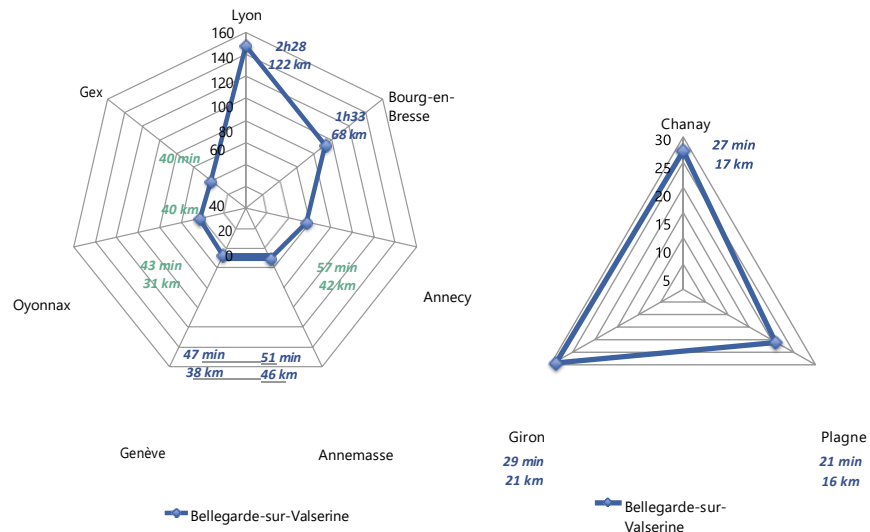 Lyon
160
140
120
100
80
60
40
20
0
2h28
122 km
Bourg-en-
Bresse
1h33
68 km
Gex
40 min
40 km
43 min
31 km
57 min
42 km
Oyonnax
Annecy
47 min
38 km
51 min
46 km
Genève
Annemasse
Bellegarde-sur-Valserine
Chanay
30
25
20
15
10
5
27 min
17 km
Giron
29 min
21 km
Plagne
21 min
16 km
Bellegarde-sur-
Valserine